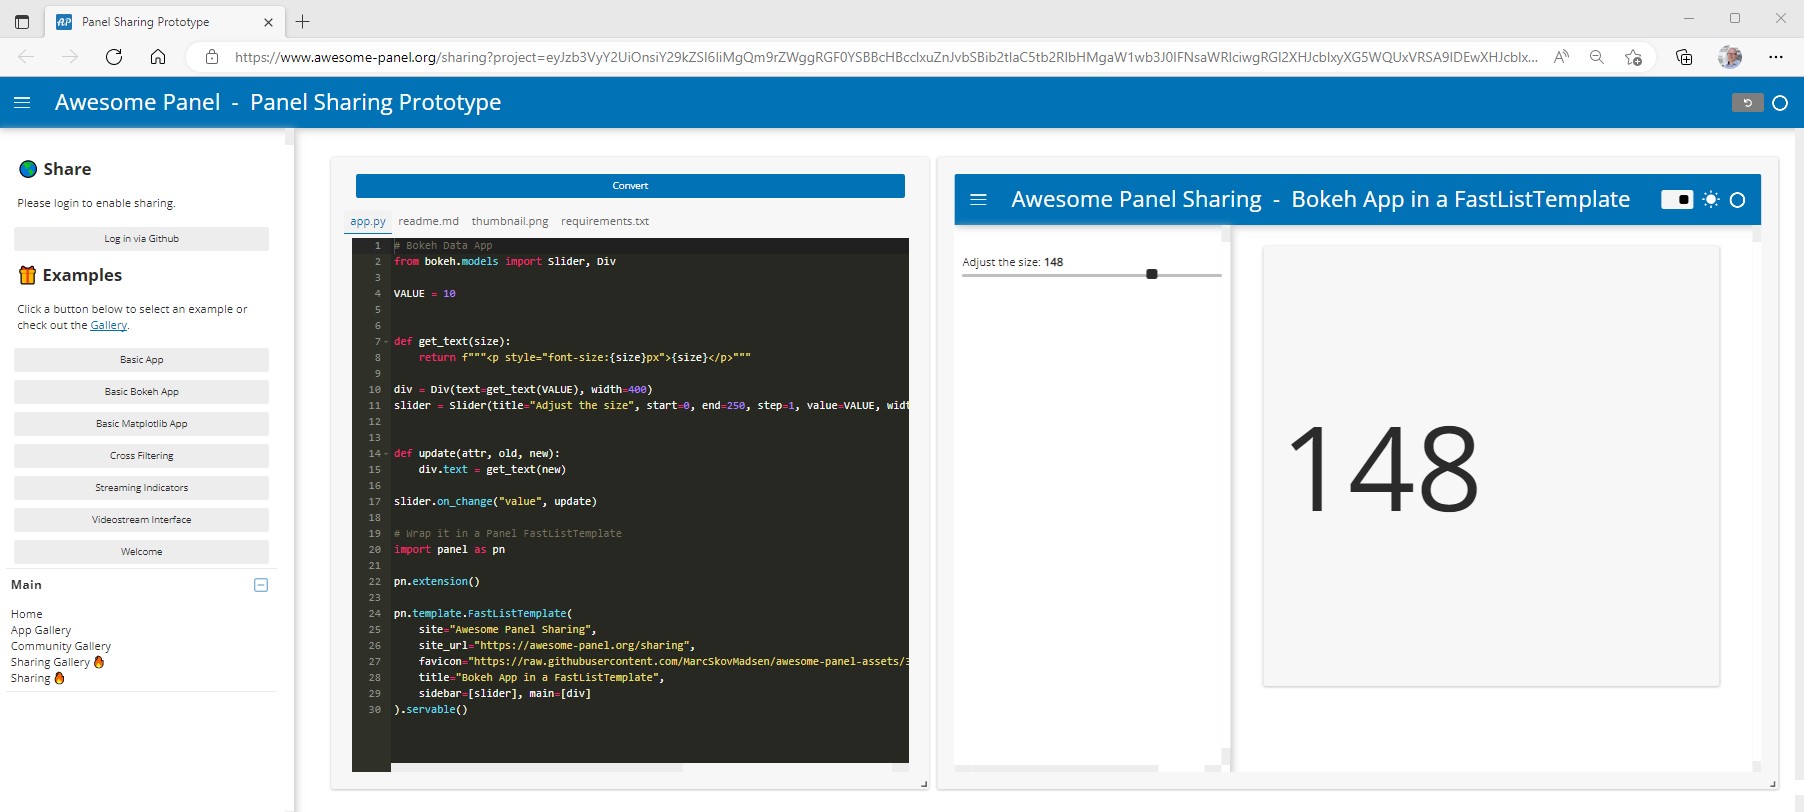 Panel Sharing Prototype
https://www.awesome-panel.org/sharing?project=eyJzb3VyY2UiOnsiY29kZSI6IiMgQm9rZWggRGF0YSBBcHBcclxuZnJvbSBib2tlaC5tb2RlbHMgaW1wb3J0IFNsaWRlciwgRGl2XHJcblxyXG5WQUxVRSA9IDEwXHJcblx...
Awesome Panel - Panel Sharing Prototype
Share
Please login to enable sharing.
Log in via Github
Examples
Click a button below to select an example or
check out the Gallery.
Basic App
Basic Bokeh App
Basic Matplotlib App
Cross Filtering
Streaming Indicators
Videostream Interface
Welcome
Main
Home
App Gallery
Community Gallery
Sharing Gallery 🔥
Sharing 🔥
Convert
app.py readme.md thumbnail.png requirements.txt
1 # Bokeh Data App
2 from bokeh.models import Slider, Div
3
4 VALUE = 10
5
6
7 def get_text(size):
8     return f"""<p style="font-size:{size}px">{size}</p>"""
9
10 div = Div(text=get_text(VALUE), width=400)
11 slider = Slider(title="Adjust the size", start=0, end=250, step=1, value=VALUE, widt
12
13
14 def update(attr, old, new):
15     div.text = get_text(new)
16
17 slider.on_change("value", update)
18
19 # Wrap it in a Panel FastListTemplate
20 import panel as pn
21
22 pn.extension()
23
24 pn.template.FastListTemplate(
25     site="Awesome Panel Sharing",
26     site_url="https://awesome-panel.org/sharing",
27     favicon="https://raw.githubusercontent.com/MarcSkovMadsen/awesome-panel-assets/3
28     title="Bokeh App in a FastListTemplate",
29     sidebar=[slider], main=[div]
30 ).servable()
Awesome Panel Sharing - Bokeh App in a FastListTemplate
Adjust the size: 148
148